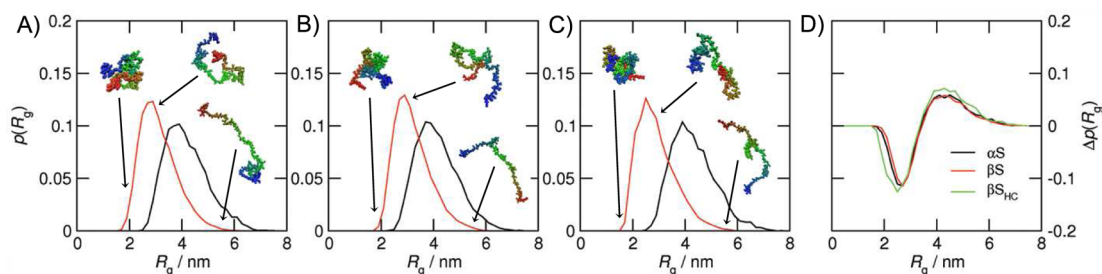 A)
B)
C)
D)
0.2
0.15
0.1
0.05
0
p(Rg)
0 2 4 6 8
Rg / nm
0 2 4 6 8
Rg / nm
0 2 4 6 8
Rg / nm
0 2 4 6 8
Rg / nm
αS
βS
βSHC
0.2
0.1
0
-0.1
-0.2
Δp(Rg)